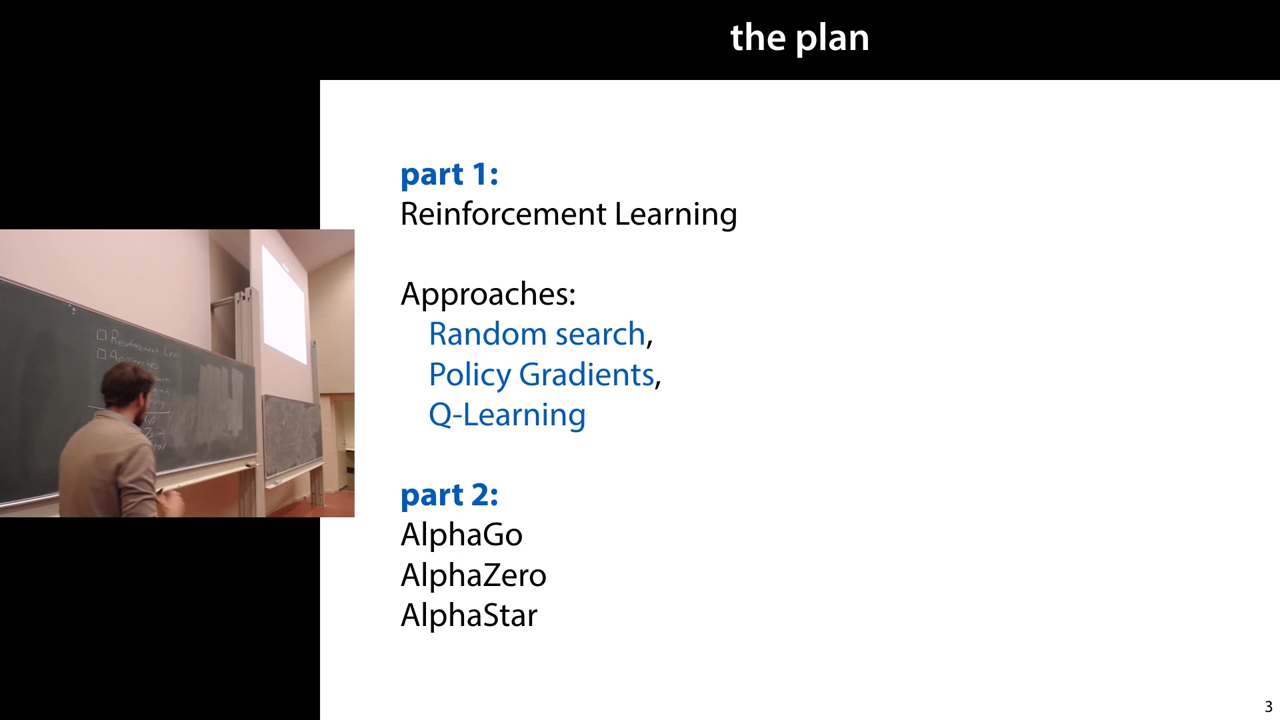 the plan
part 1:
Reinforcement Learning
Approaches:
Random search,
Policy Gradients,
Q-Learning
part 2:
AlphaGo
AlphaZero
AlphaStar
3